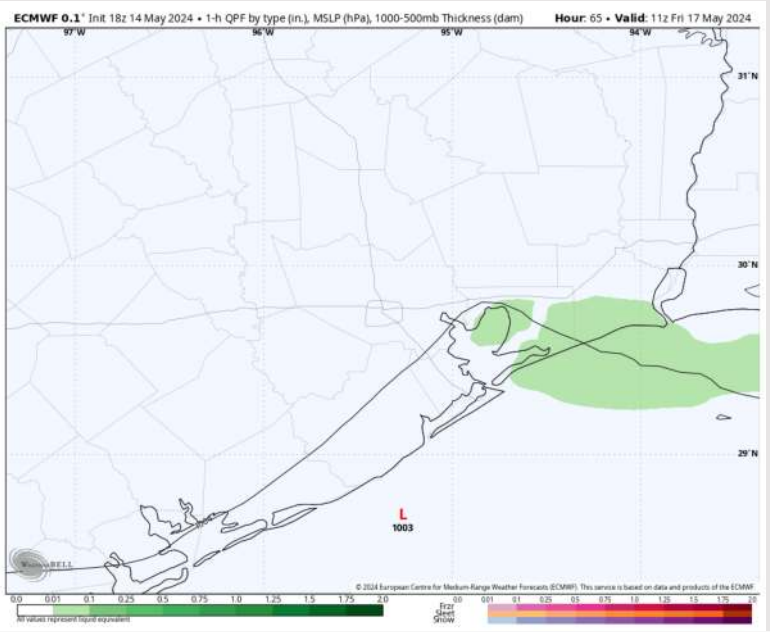 ECMWF 0.1° Init 18z 14 May 2024 • 1-h QPF by type (in.), MSLP (hPa), 1000-500mb Thickness (dam) Hour: 65 • Valid: 11z Fri 17 May 2024
97°W 96°W 95°W 94°W
31°N
30°N
29°N
L
1003
WeatherBELL
© 2024 European Centre for Medium-Range Weather Forecasts (ECMWF). This service is based on data and products of the ECMWF
0.0 0.01 0.1 0.25 0.5 0.75 1.0 1.25 1.5 1.75 2.0
0.0 0.01 0.1 0.25 0.5 0.75 1.0 1.25 1.5 1.75 2.0
All values represent liquid equivalent
Frzr
Sleet
Snow